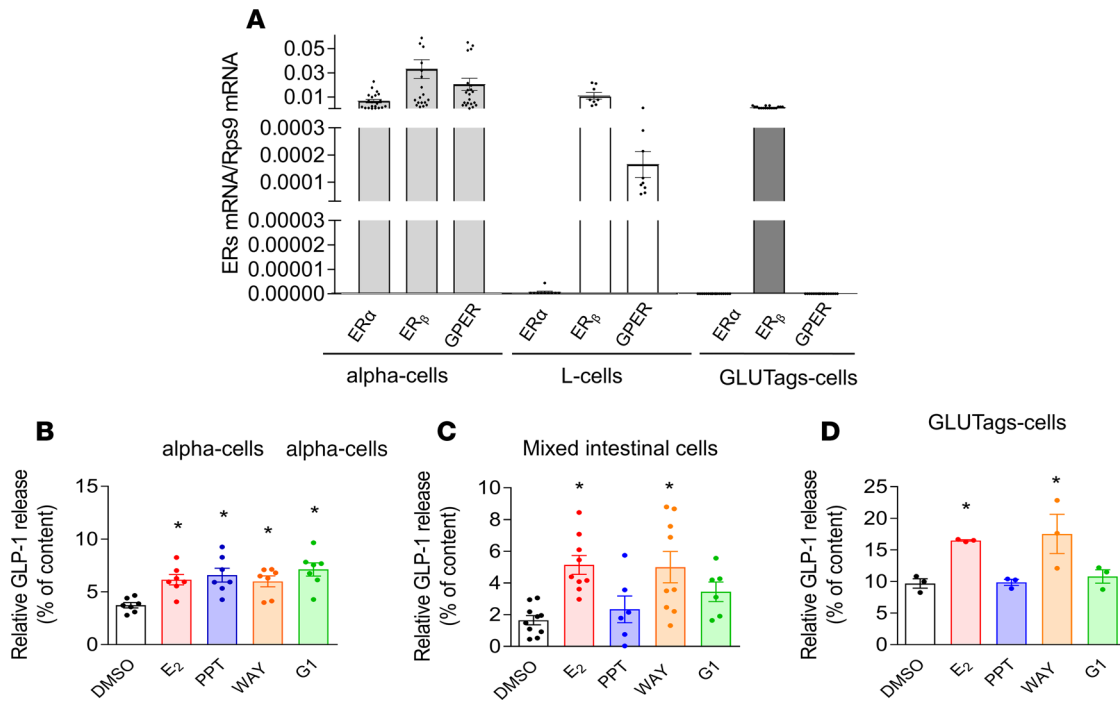 A
ERs mRNA/Rps9 mRNA
0.05
0.03
0.01
0.0003
0.0002
0.0001
0.00003
0.00002
0.00001
0.00000
ERα ERβ GPER ERα ERβ GPER ERα ERβ GPER
alpha-cells L-cells GLUTags-cells
B
alpha-cells alpha-cells
Relative GLP-1 release
(% of content)
15
10
5
0
* * * *
DMSO E2 PPT WAY G1
C
Mixed intestinal cells
Relative GLP-1 release
(% of content)
10
8
6
4
2
0
* *
DMSO E2 PPT WAY G1
D
GLUTags-cells
Relative GLP-1 release
(% of content)
25
20
15
10
5
0
* *
DMSO E2 PPT WAY G1